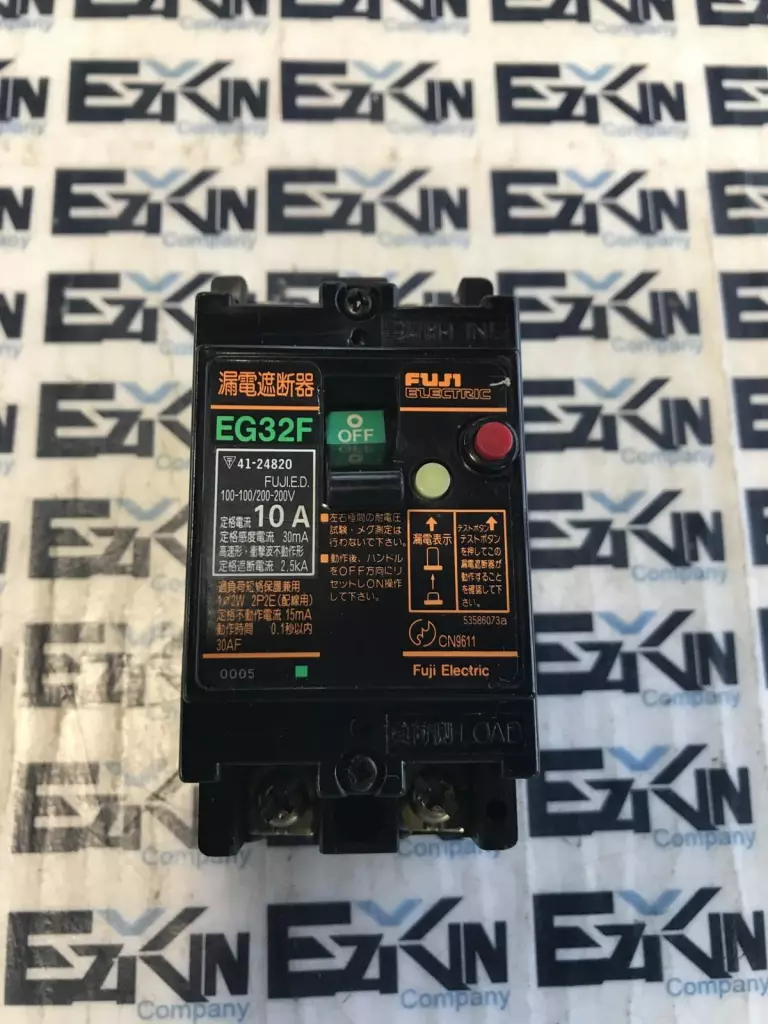 EZKIN
Company
漏電遮断器
FUJI
ELECTRIC
EG32F
OFF
41-24820
FUJI.E.D.
100-100/200-200V
定格電流 10 A
定格感度電流 30mA
高速形・衝撃波不動作形
定格遮断電流 2.5kA
過負荷短絡保護兼用
1φ2W 2P2E(配線用)
定格不動作電流 15mA
動作時間 0.1秒以内
30AF
0005
■左右極間の耐電圧
試験・メグ測定は
行わないで下さい。
■動作後、ハンドル
をOFF方向にリ
セットしON操作
して下さい。
漏電表示
テストボタン
テストボタン
を押してこの
漏電遮断器が
動作すること
を確認して下
さい。
53586073a
CN9611
Fuji Electric
負荷側 LOAD